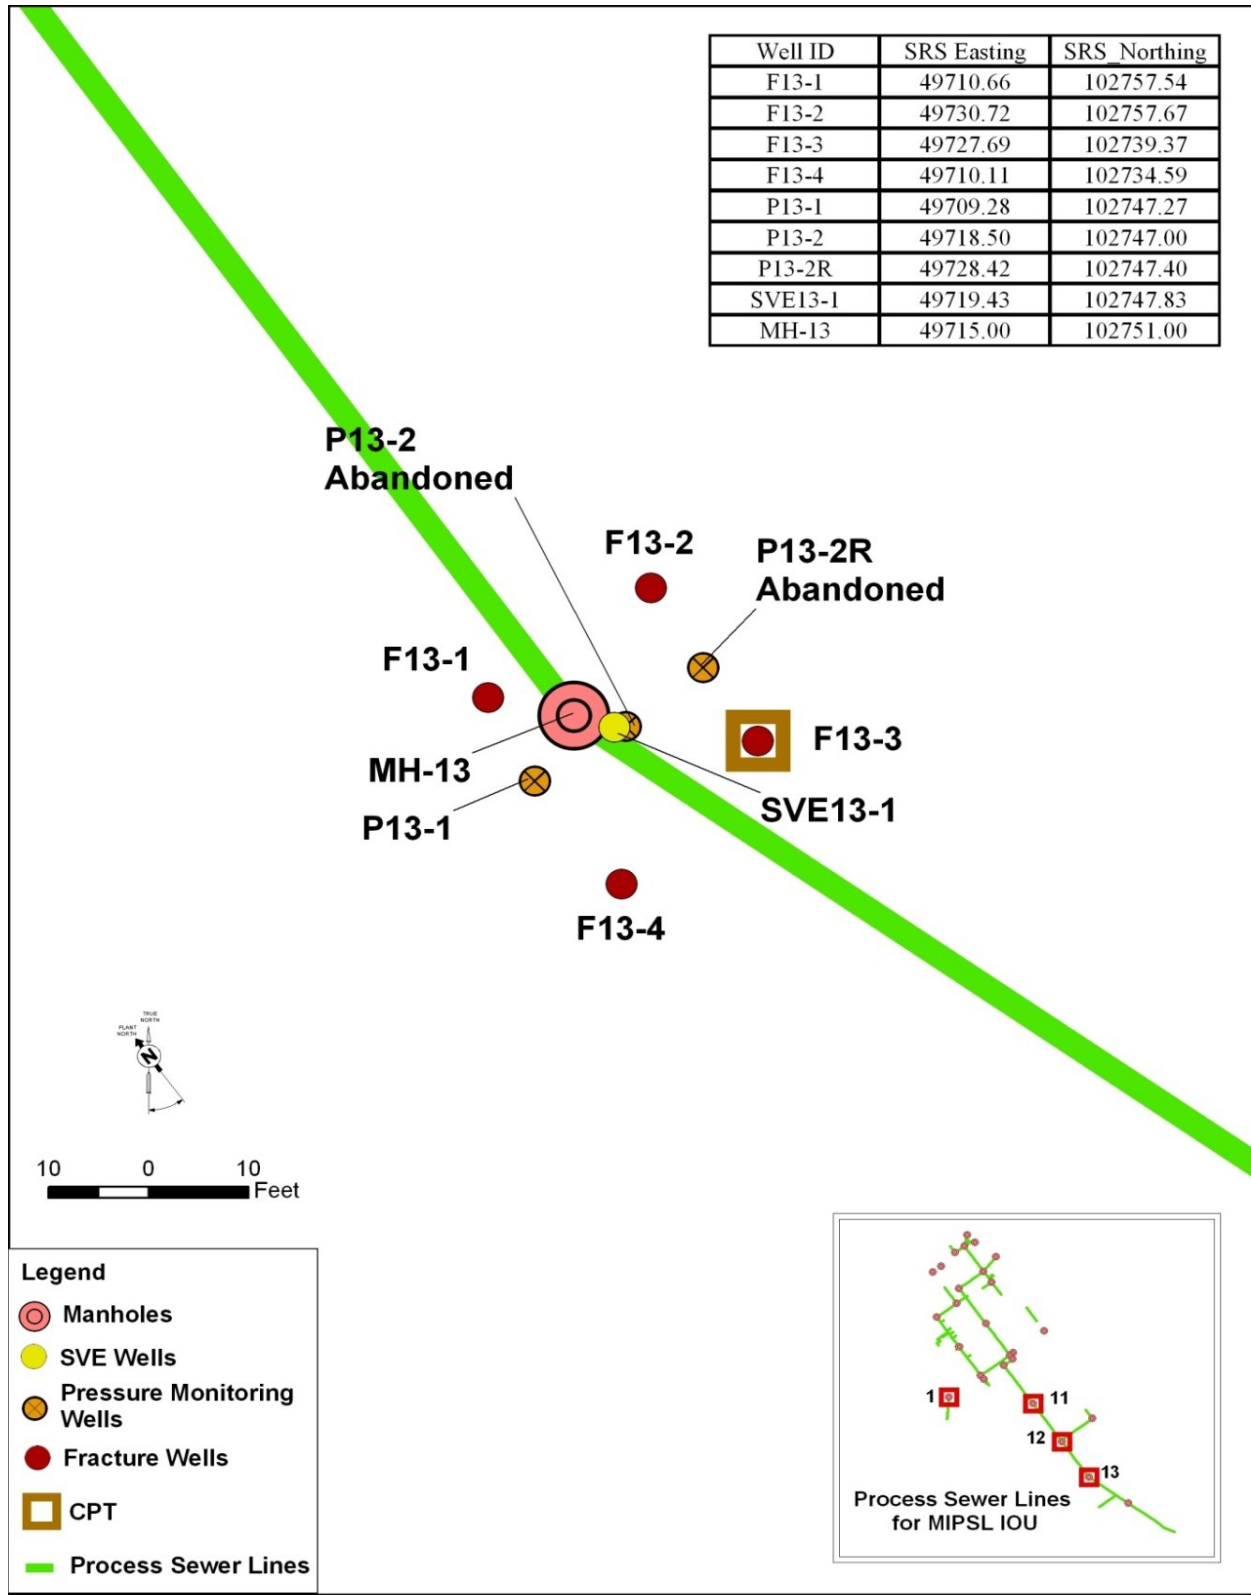 Well ID SRS Easting SRS_Northing
F13-1 49710.66 102757.54
F13-2 49730.72 102757.67
F13-3 49727.69 102739.37
F13-4 49710.11 102734.59
P13-1 49709.28 102747.27
P13-2 49718.50 102747.00
P13-2R 49728.42 102747.40
SVE13-1 49719.43 102747.83
MH-13 49715.00 102751.00
P13-2
Abandoned
F13-2
P13-2R
Abandoned
F13-1
F13-3
MH-13
SVE13-1
P13-1
F13-4
TRUE
NORTH
PLANT
NORTH
N
10 0 10
Feet
Legend
Manholes
SVE Wells
Pressure Monitoring
Wells
Fracture Wells
CPT
Process Sewer Lines
1
11
12
13
Process Sewer Lines
for MIPSL IOU